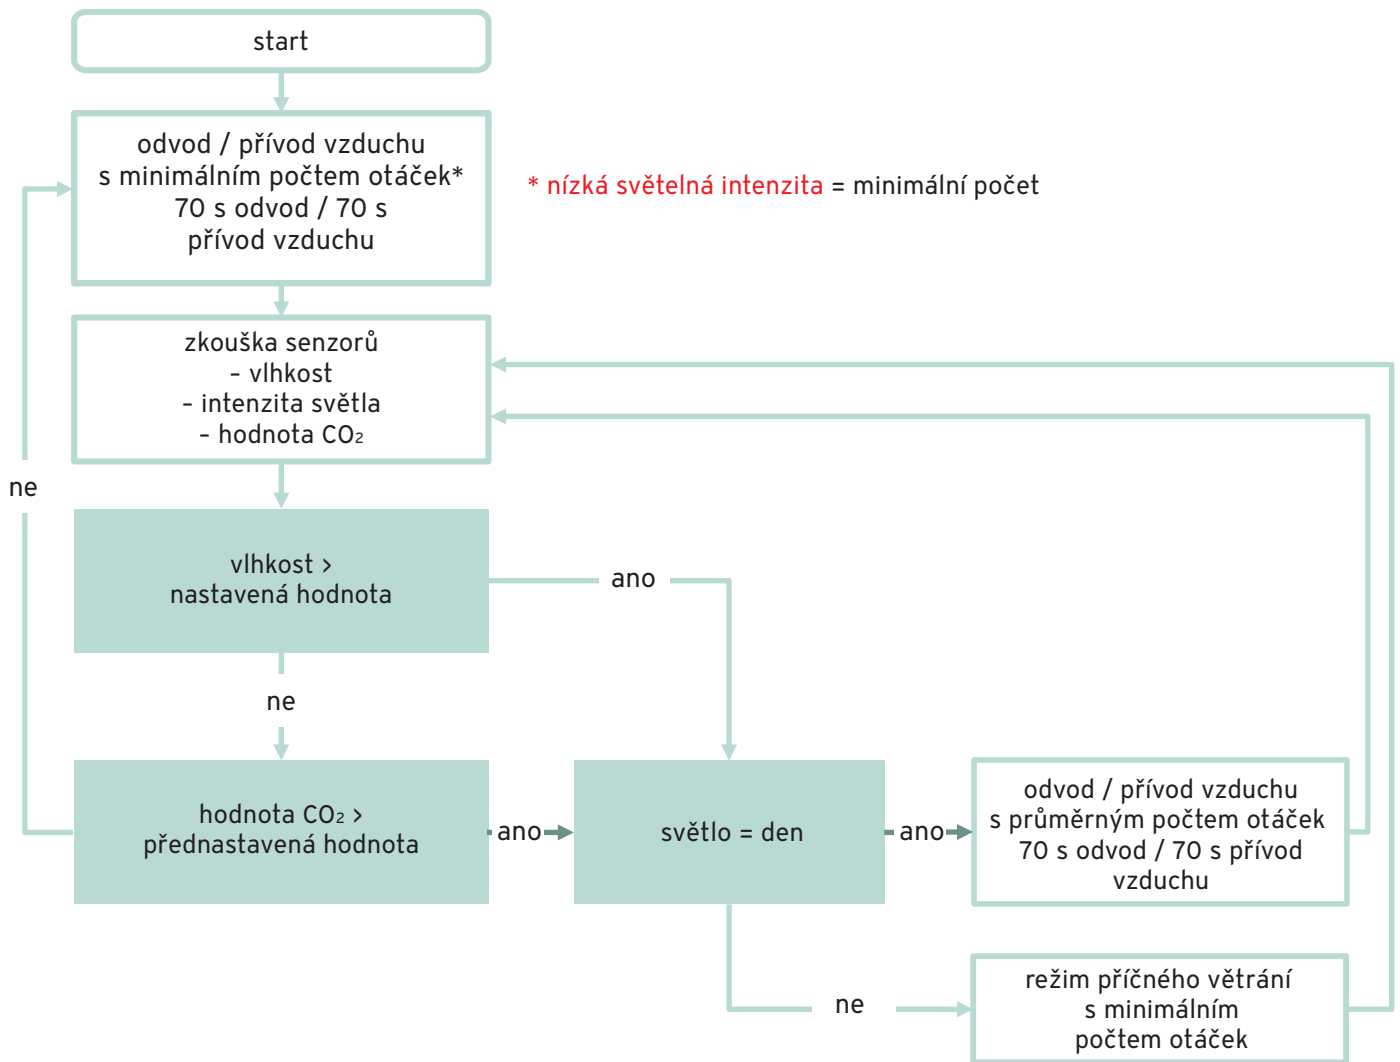 start
odvod / přívod vzduchu
s minimálním počtem otáček*
70 s odvod / 70 s
přívod vzduchu
* nízká světelná intenzita = minimální počet
zkouška senzorů
- vlhkost
- intenzita světla
- hodnota CO₂
ne
vlhkost >
nastavená hodnota
ano
ne
hodnota CO₂ >
přednastavená hodnota
ano
světlo = den
ano
odvod / přívod vzduchu
s průměrným počtem otáček
70 s odvod / 70 s přívod
vzduchu
ne
režim příčného větrání
s minimálním
počtem otáček